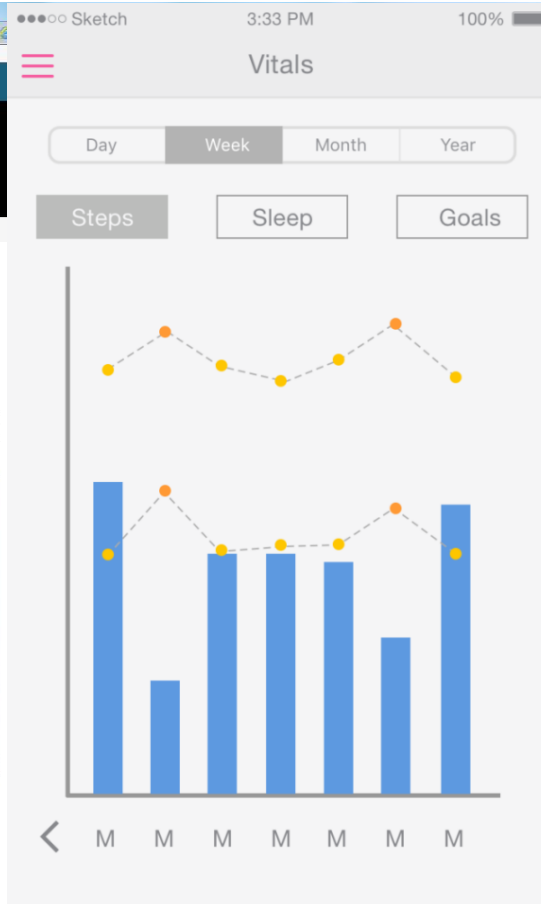 Sketch 3:33 PM 100%
Vitals
Day Week Month Year
Steps Sleep Goals
M M M M M M M